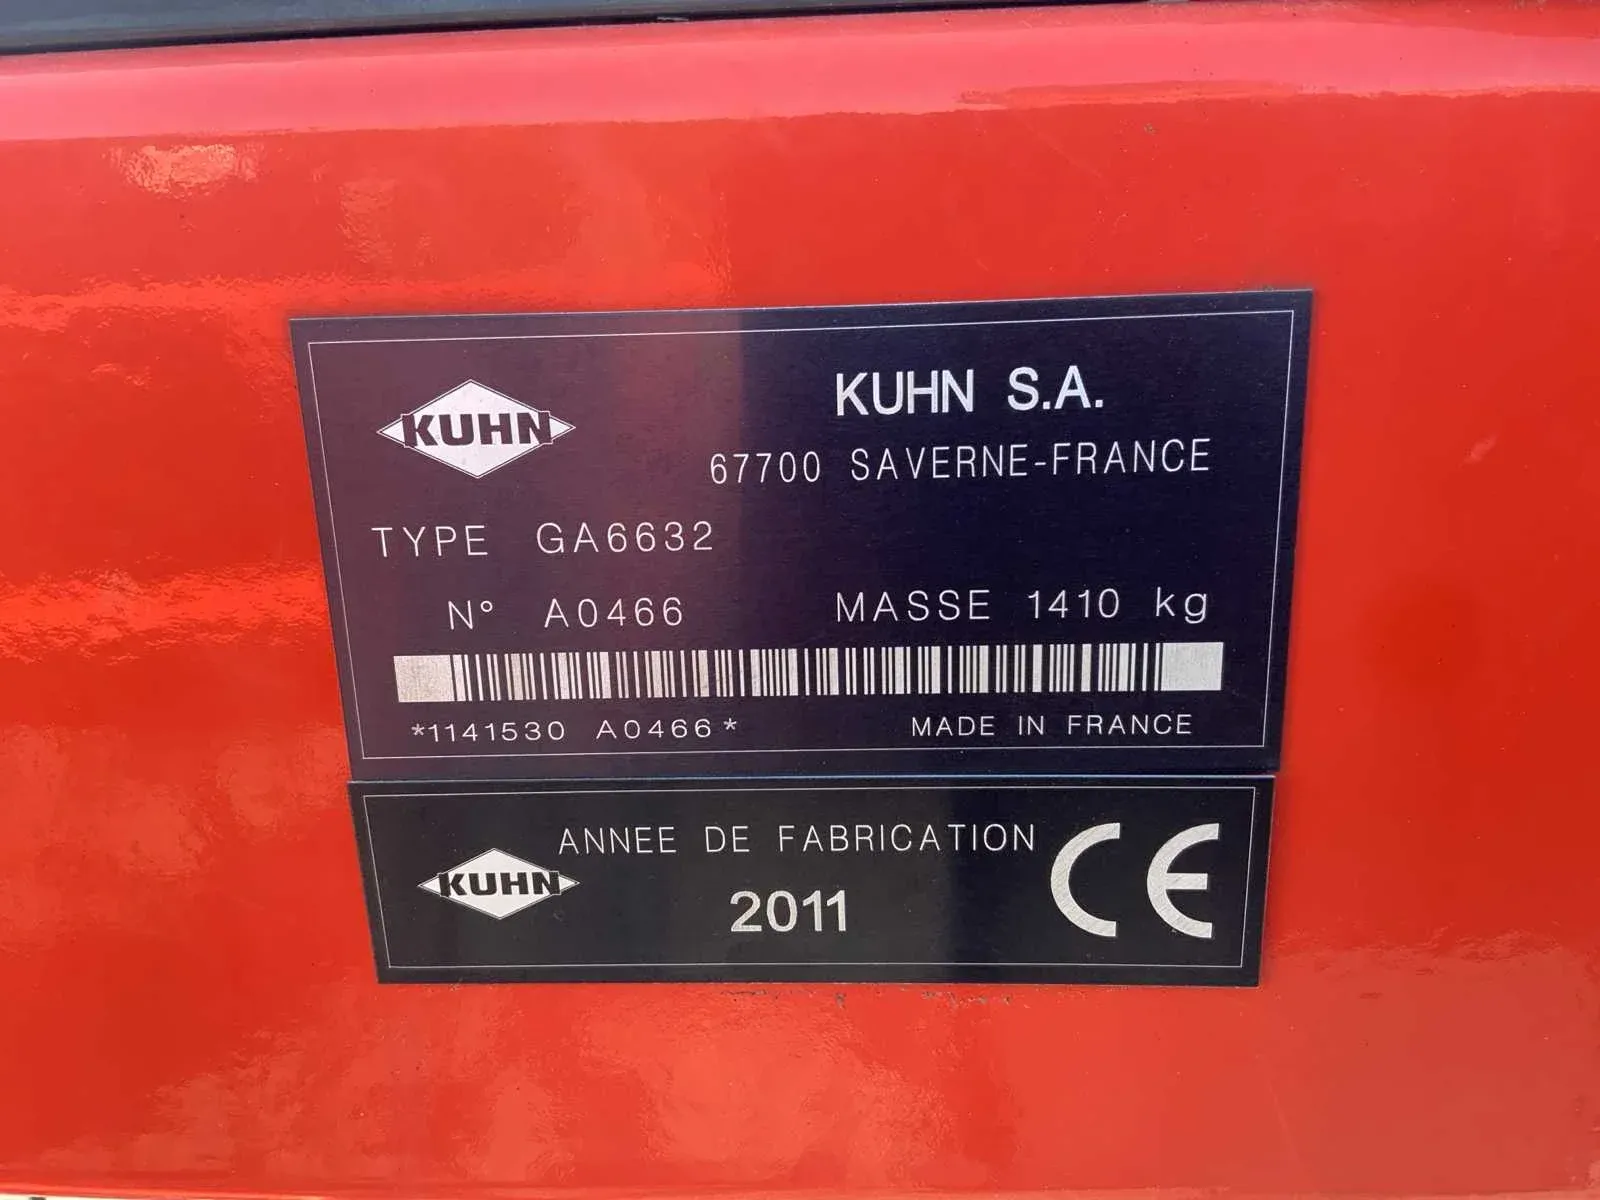 KUHN
KUHN S.A.
67700 SAVERNE-FRANCE
TYPE GA6632
N° A0466 MASSE 1410 kg
*1141530 A0466* MADE IN FRANCE
KUHN
ANNEE DE FABRICATION
2011
CE